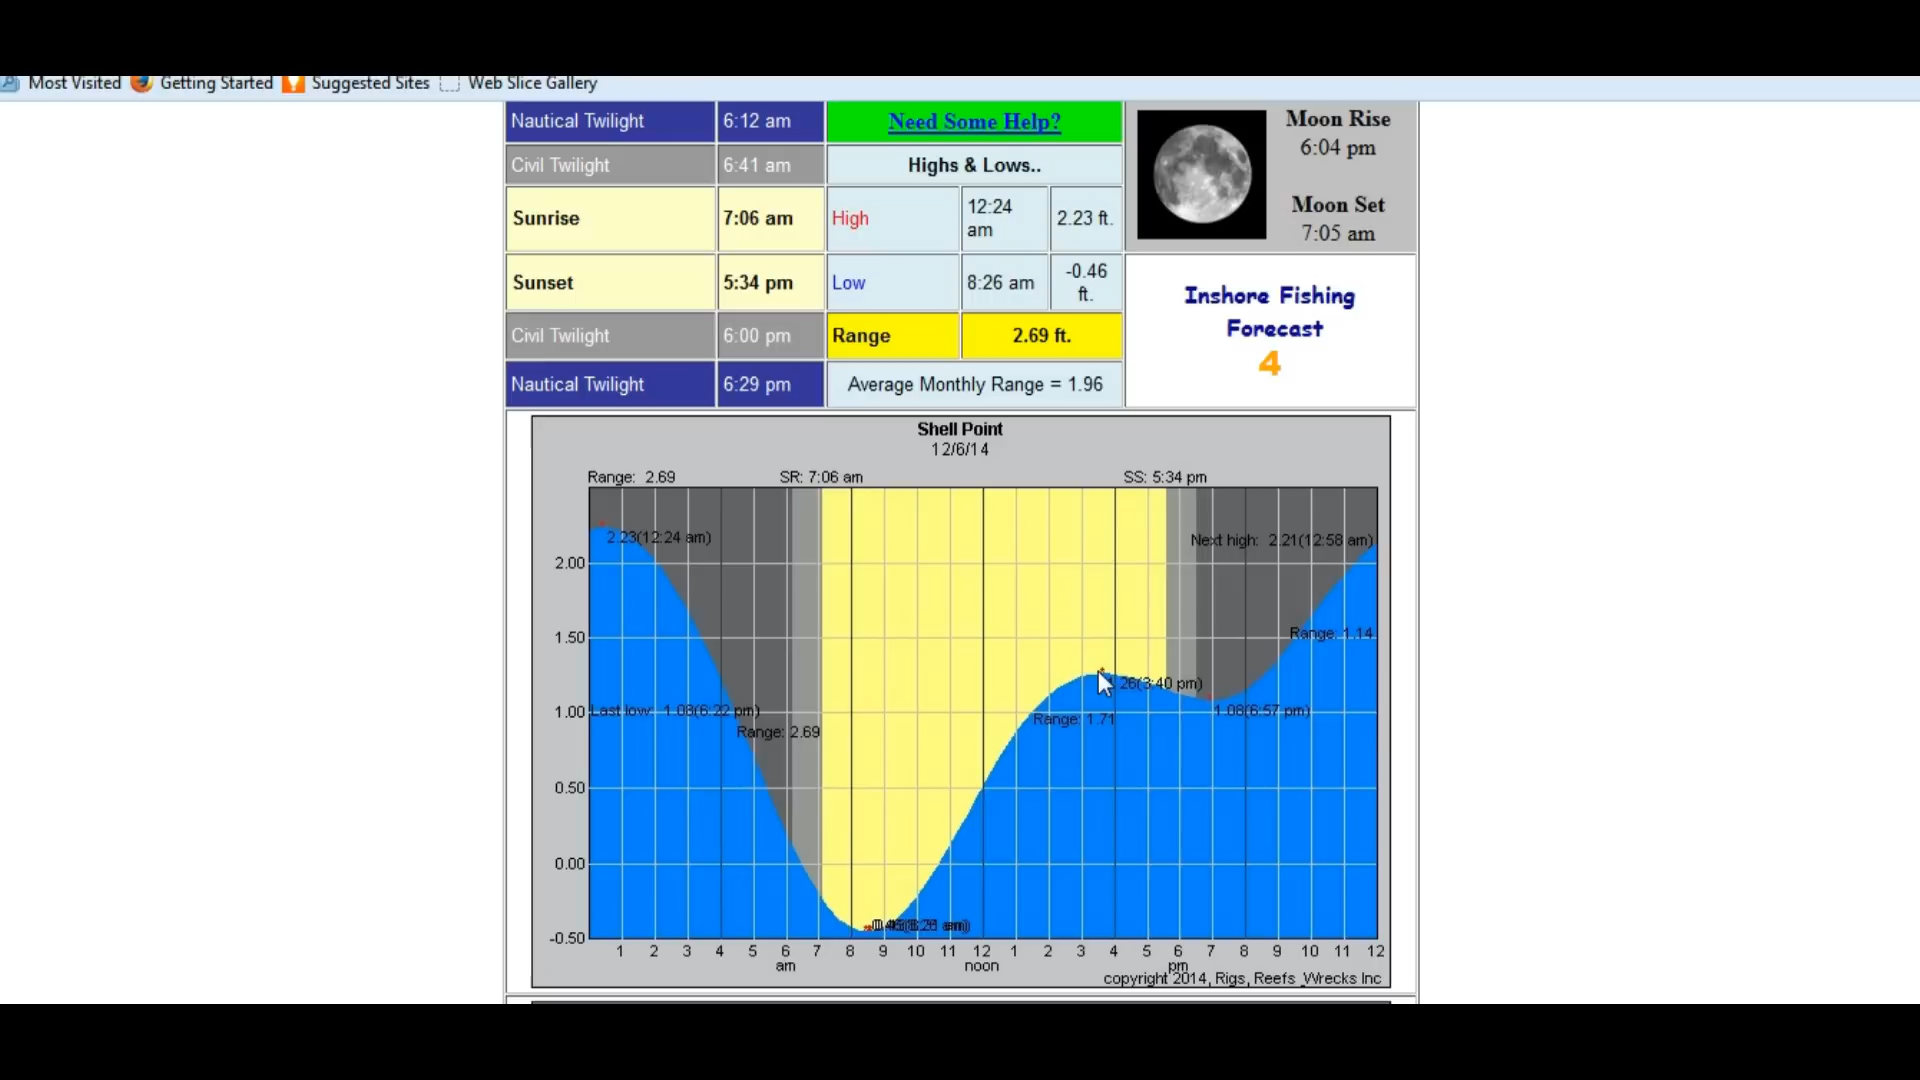 Most Visited Getting Started Suggested Sites Web Slice Gallery
Nautical Twilight 6:12 am
Civil Twilight 6:41 am
Sunrise 7:06 am
Sunset 5:34 pm
Civil Twilight 6:00 pm
Nautical Twilight 6:29 pm
Need Some Help?
Highs & Lows..
High 12:24 am 2.23 ft.
Low 8:26 am -0.46 ft.
Range 2.69 ft.
Average Monthly Range = 1.96
Moon Rise
6:04 pm
Moon Set
7:05 am
Inshore Fishing
Forecast
4
Shell Point
12/6/14
Range: 2.69 SR: 7:06 am SS: 5:34 pm
2.23(12:24 am)
Next high: 2.21(12:58 am)
2.00
1.50
Range: 1.14
26(3:40 pm)
1.00
Last low: 1.08(6:22 pm)
1.08(6:57 pm)
Range: 1.71
Range: 2.69
0.50
0.00
-0.50
1 2 3 4 5 6 7 8 9 10 11 12 1 2 3 4 5 6 7 8 9 10 11 12
am noon pm
copyright 2014, Rigs, Reefs _Wrecks Inc